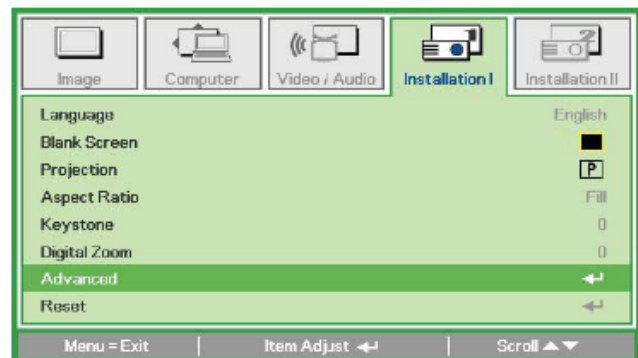 Image Computer Video / Audio Installation I Installation II
Language English
Blank Screen
Projection P
Aspect Ratio Fill
Keystone 0
Digital Zoom 0
Advanced
Reset
Menu = Exit | Item Adjust | Scroll ▲▼